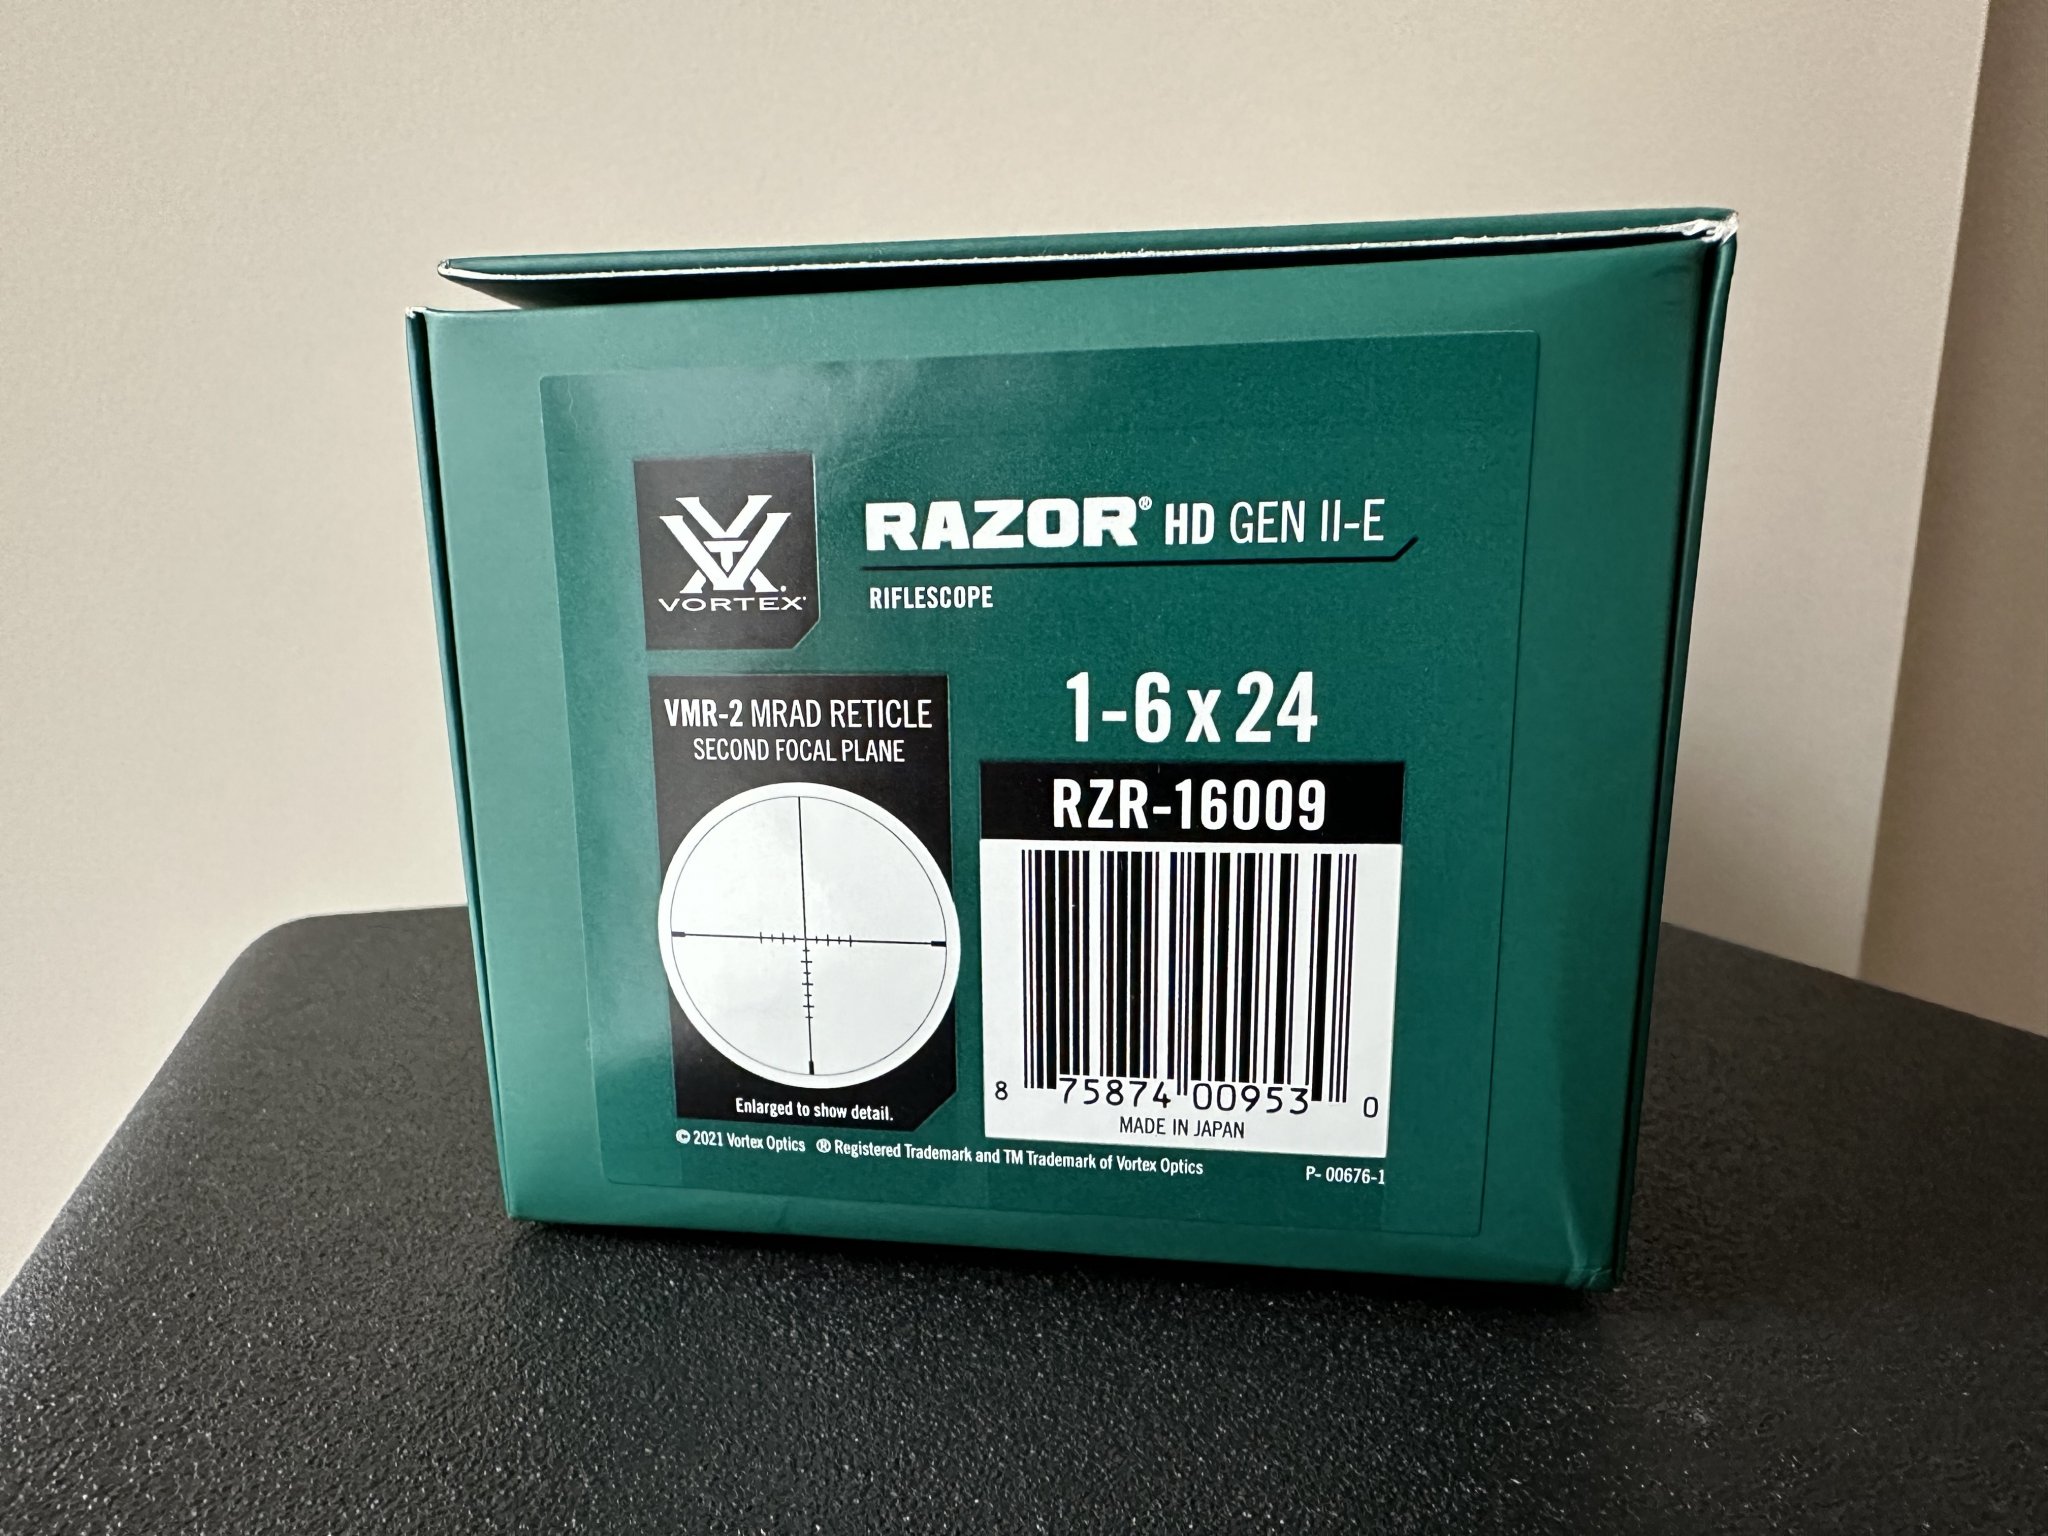 VORTEX®
RAZOR® HD GEN II-E
RIFLESCOPE
VMR-2 MRAD RETICLE
SECOND FOCAL PLANE
Enlarged to show detail.
1-6 x 24
RZR-16009
8 75874 00953 0
MADE IN JAPAN
© 2021 Vortex Optics ® Registered Trademark and TM Trademark of Vortex Optics
P- 00676-1